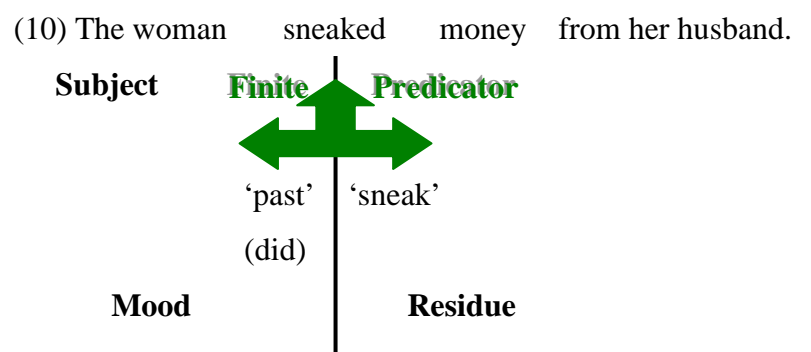 (10) The woman sneaked money from her husband.
Subject Finite Predicator
‘past’ ‘sneak’
(did)
Mood Residue